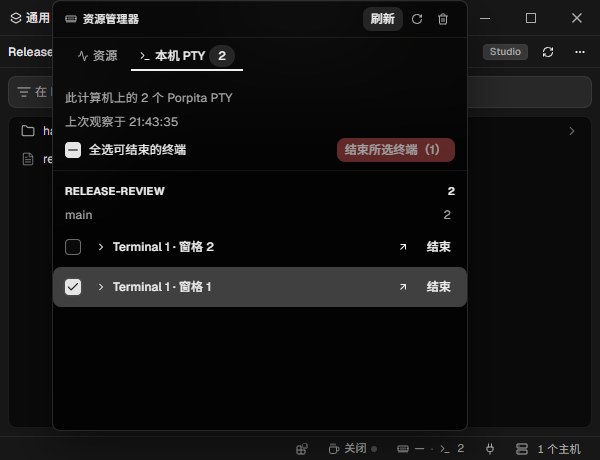 通用
资源管理器
刷新
资源
本机 PTY 2
Release
Studio
此计算机上的 2 个 Porpita PTY
在
上次观察于 21:43:35
ha
re
全选可结束的终端
结束所选终端（1）
RELEASE-REVIEW 2
main 2
Terminal 1 · 窗格 2 结束
Terminal 1 · 窗格 1 结束
关闭
— · 2
1 个主机